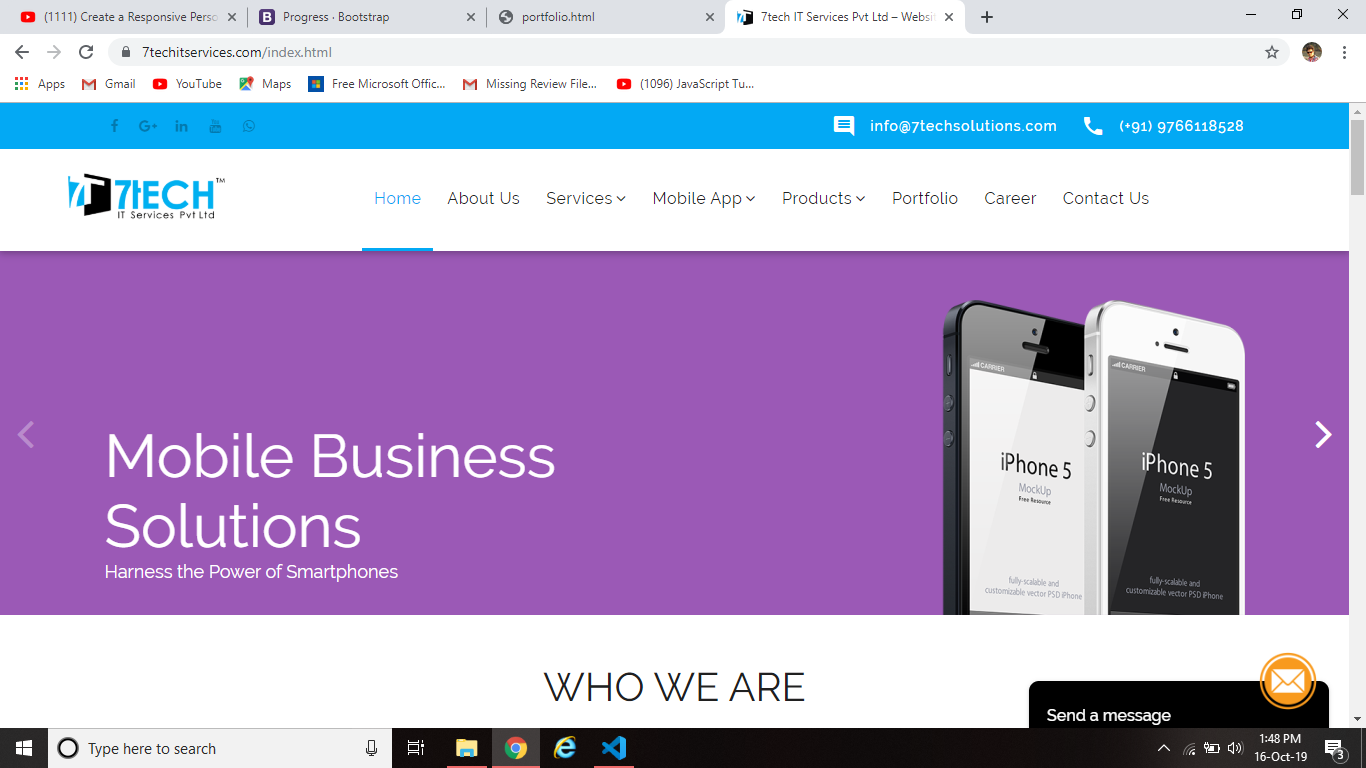 (1111) Create a Responsive Perso
Progress · Bootstrap
portfolio.html
7tech IT Services Pvt Ltd – Websit
7techitservices.com/index.html
Apps
Gmail
YouTube
Maps
Free Microsoft Offic...
Missing Review File...
(1096) JavaScript Tu...
info@7techsolutions.com
(+91) 9766118528
7TECH™
IT Services Pvt Ltd
Home
About Us
Services
Mobile App
Products
Portfolio
Career
Contact Us
CARRIER
CARRIER
iPhone 5
MockUp
Free Resource
iPhone 5
MockUp
Free Resource
Mobile Business
Solutions
Harness the Power of Smartphones
fully-scalable and
customizable vector PSD iPhone
fully-scalable and
customizable vector PSD iPhone
WHO WE ARE
Send a message
Type here to search
1:48 PM
16-Oct-19
3